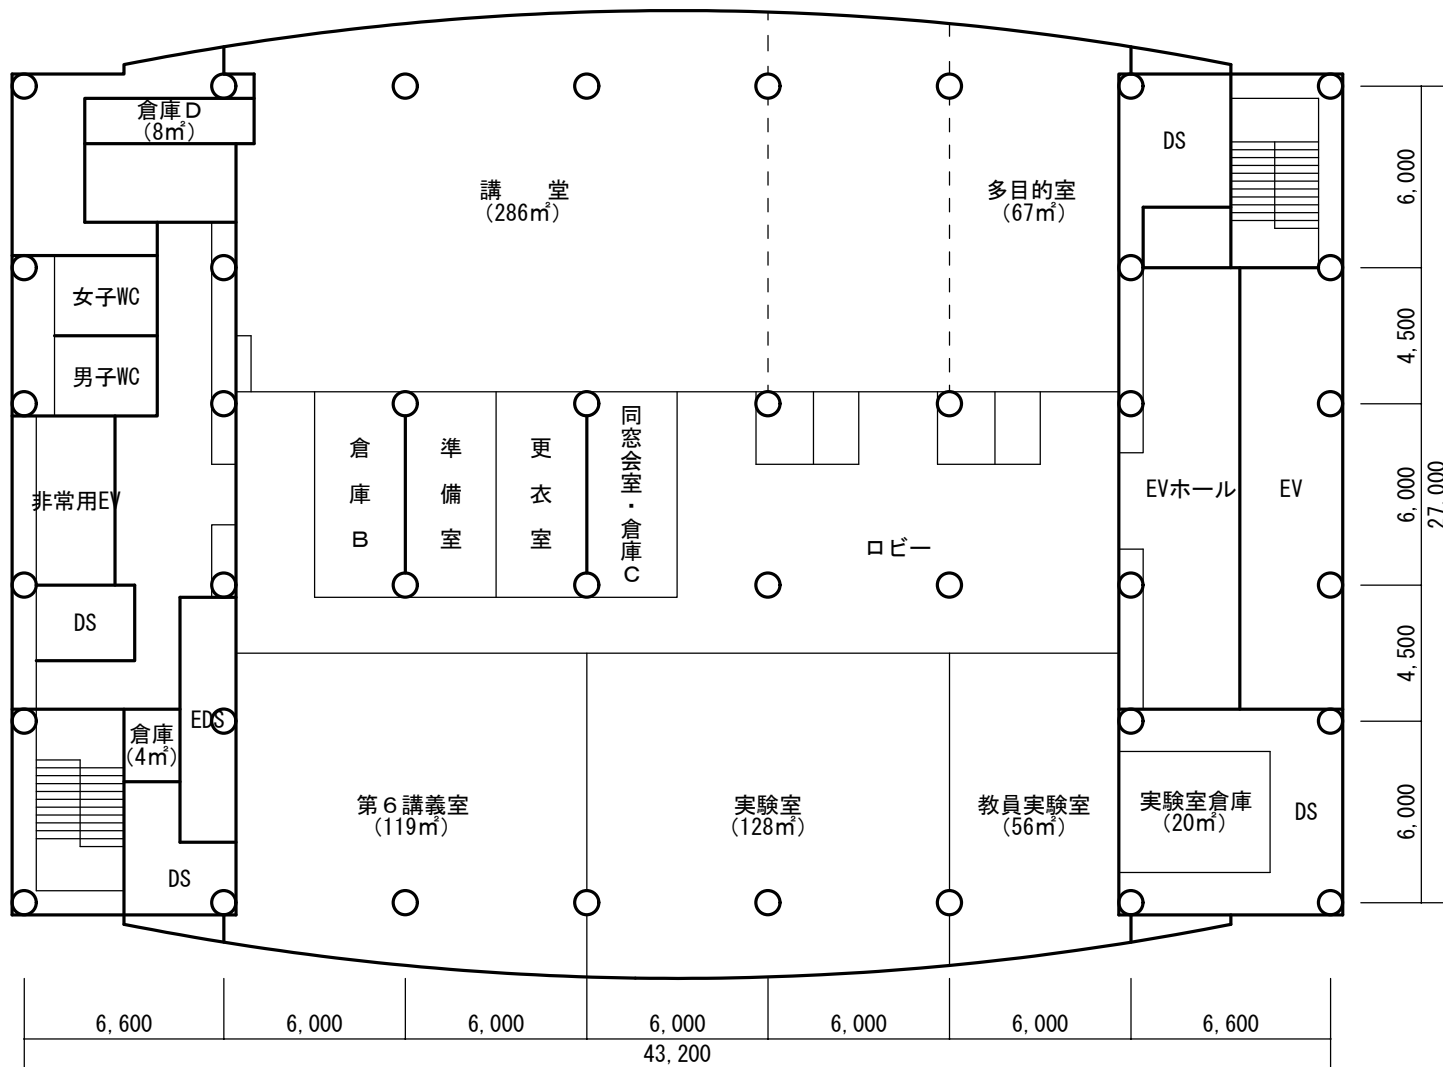 倉庫D
(8㎡)
講　堂
(286㎡)
多目的室
(67㎡)
DS
6,000
女子WC
男子WC
4,500
倉庫B
準備室
更衣室
同窓会室・倉庫C
非常用EV
EVホール
EV
6,000
27,000
ロビー
DS
4,500
EDS
倉庫
(4㎡)
第6講義室
(119㎡)
実験室
(128㎡)
教員実験室
(56㎡)
実験室倉庫
(20㎡)
DS
6,000
DS
6,600
6,000
6,000
6,000
6,000
6,000
6,600
43,200